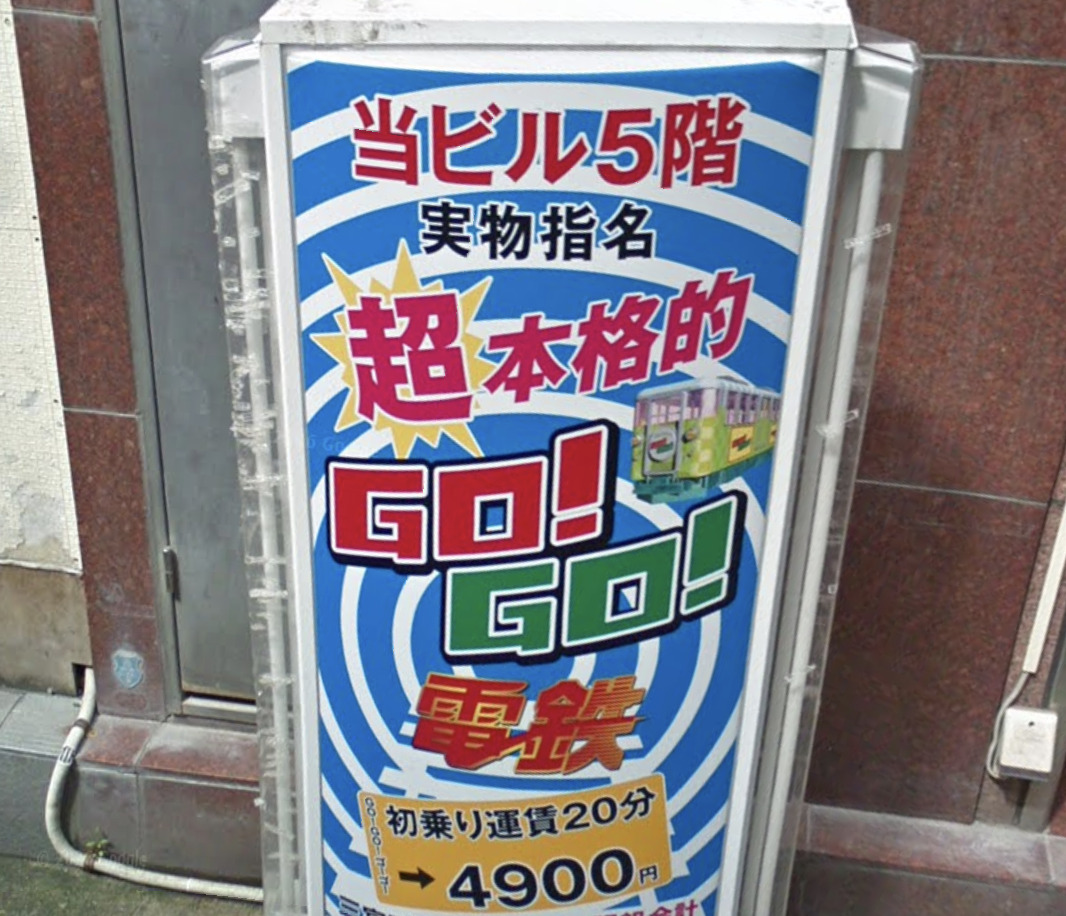 当ビル5階
実物指名
超本格的
GO!
GO!
電鉄
初乗り運賃20分
→4900円